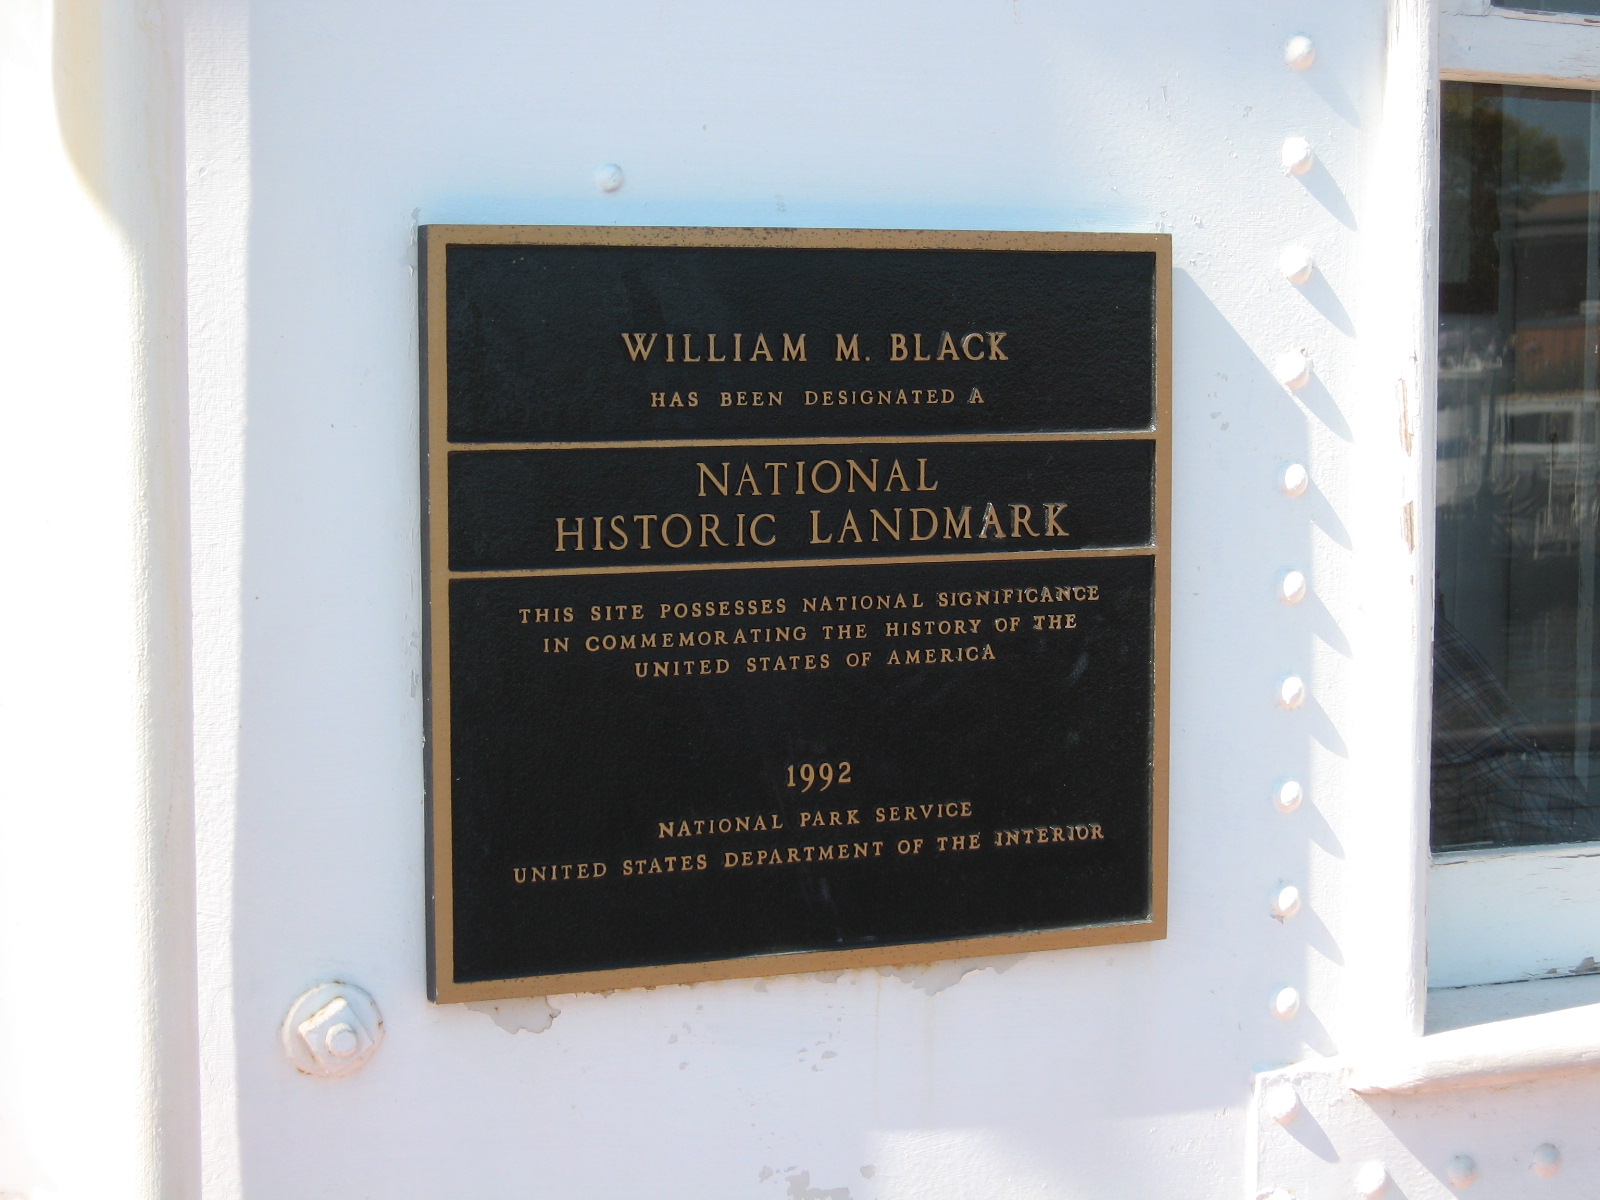 WILLIAM M. BLACK
HAS BEEN DESIGNATED A
NATIONAL
HISTORIC LANDMARK
THIS SITE POSSESSES NATIONAL SIGNIFICANCE
IN COMMEMORATING THE HISTORY OF THE
UNITED STATES OF AMERICA
1992
NATIONAL PARK SERVICE
UNITED STATES DEPARTMENT OF THE INTERIOR